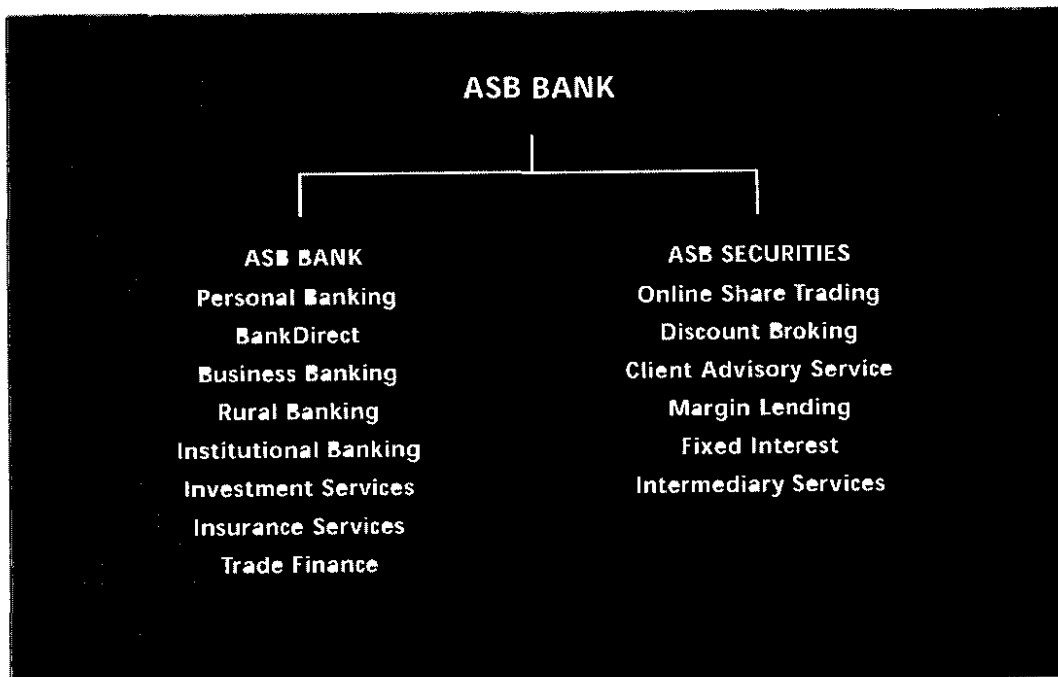 ASB BANK
ASB BANK
Personal Banking
BankDirect
Business Banking
Rural Banking
Institutional Banking
Investment Services
Insurance Services
Trade Finance
ASB SECURITIES
Online Share Trading
Discount Broking
Client Advisory Service
Margin Lending
Fixed Interest
Intermediary Services